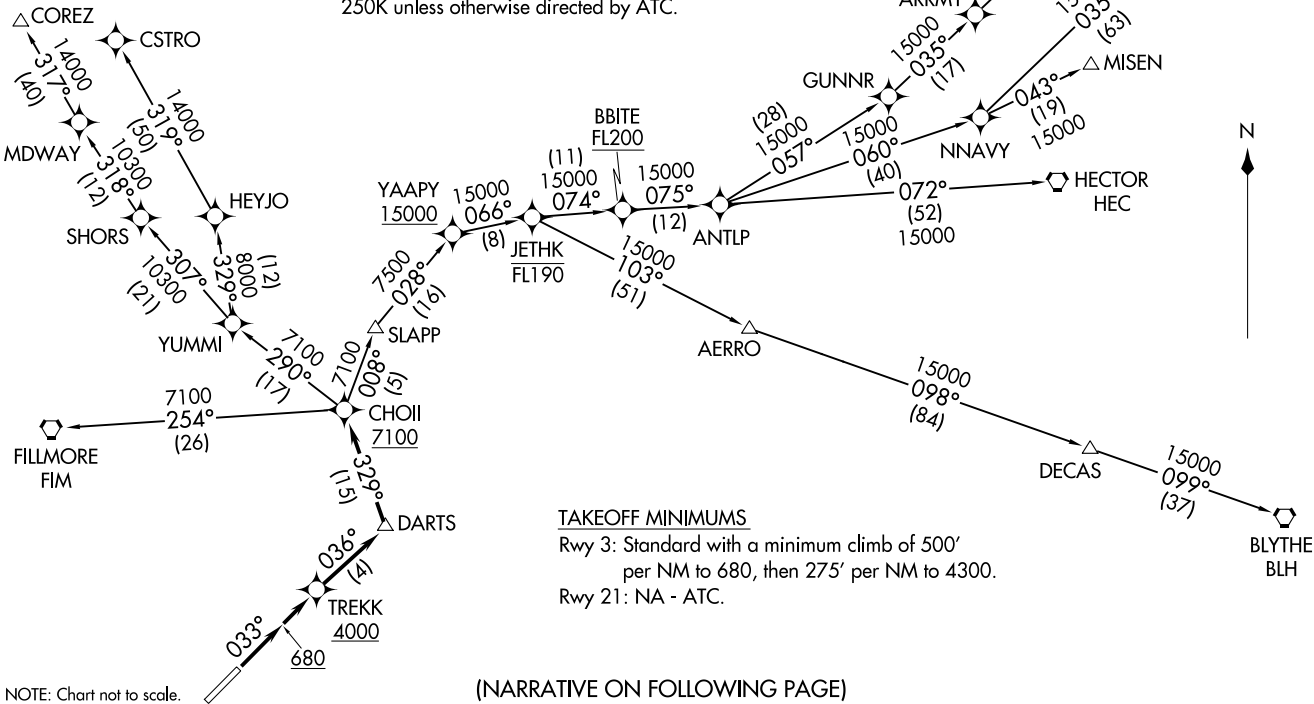 250K unless otherwise directed by ATC.
COREZ
CSTRO
14000
317°
(40)
14000
319°
(50)
MDWAY
10300
318°
(12)
SHORS
HEYJO
307°
10300
(21)
(12)
8000
329°
YUMMI
7100
290°
(17)
7100
254°
(26)
FILLMORE
FIM
CHOII
7100
7100
008°
(5)
SLAPP
7500
028°
(16)
YAAPY
15000
15000
066°
(8)
JETHK
FL190
(11)
15000
074°
BBITE
FL200
15000
075°
(12)
ANTLP
(28)
15000
057°
GUNNR
15000
035°
(17)
15000
060°
(40)
NNAVY
035°
(63)
043°
(19)
15000
MISEN
072°
(52)
15000
HECTOR
HEC
N
15000
103°
(51)
AERRO
15000
098°
(84)
DECAS
15000
099°
(37)
BLYTHE
BLH
329°
(15)
DARTS
036°
(4)
TREKK
4000
033°
680
TAKEOFF MINIMUMS
Rwy 3: Standard with a minimum climb of 500'
per NM to 680, then 275' per NM to 4300.
Rwy 21: NA - ATC.
NOTE: Chart not to scale.
(NARRATIVE ON FOLLOWING PAGE)